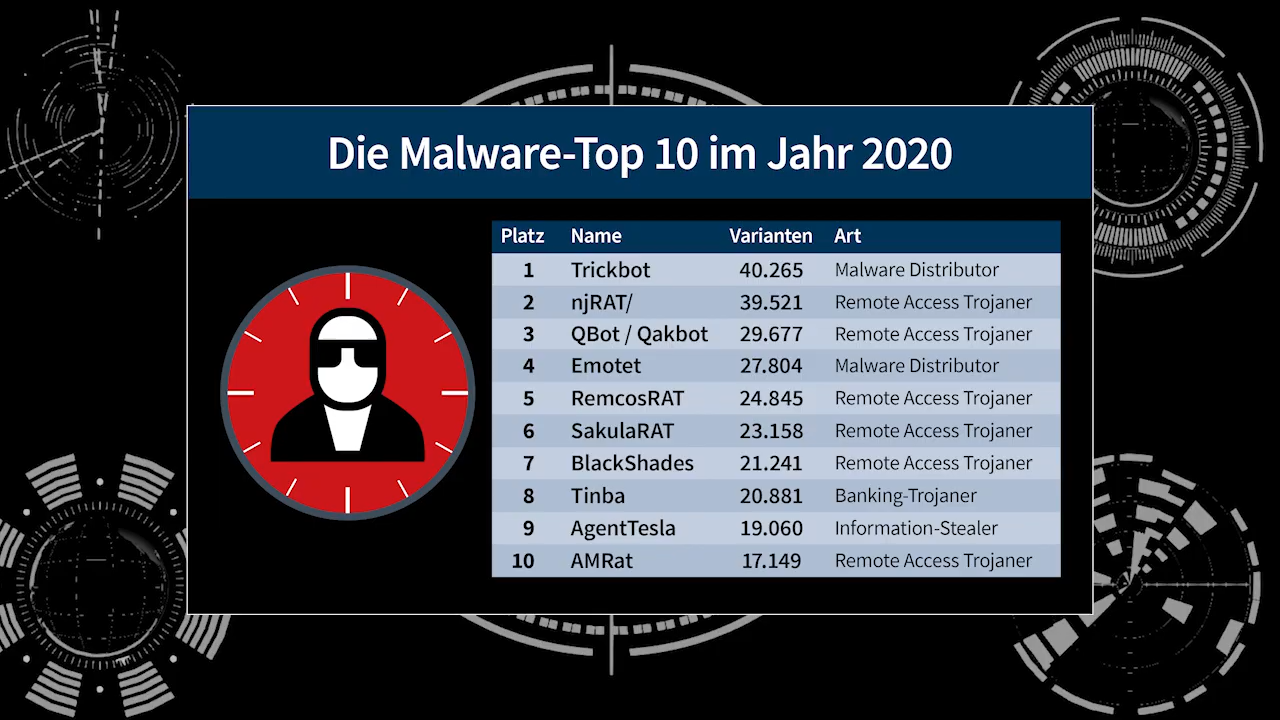 Die Malware-Top 10 im Jahr 2020
Platz Name Varianten Art
1 Trickbot 40.265 Malware Distributor
2 njRAT/ 39.521 Remote Access Trojaner
3 QBot / Qakbot 29.677 Remote Access Trojaner
4 Emotet 27.804 Malware Distributor
5 RemcosRAT 24.845 Remote Access Trojaner
6 SakulaRAT 23.158 Remote Access Trojaner
7 BlackShades 21.241 Remote Access Trojaner
8 Tinba 20.881 Banking-Trojaner
9 AgentTesla 19.060 Information-Stealer
10 AMRat 17.149 Remote Access Trojaner